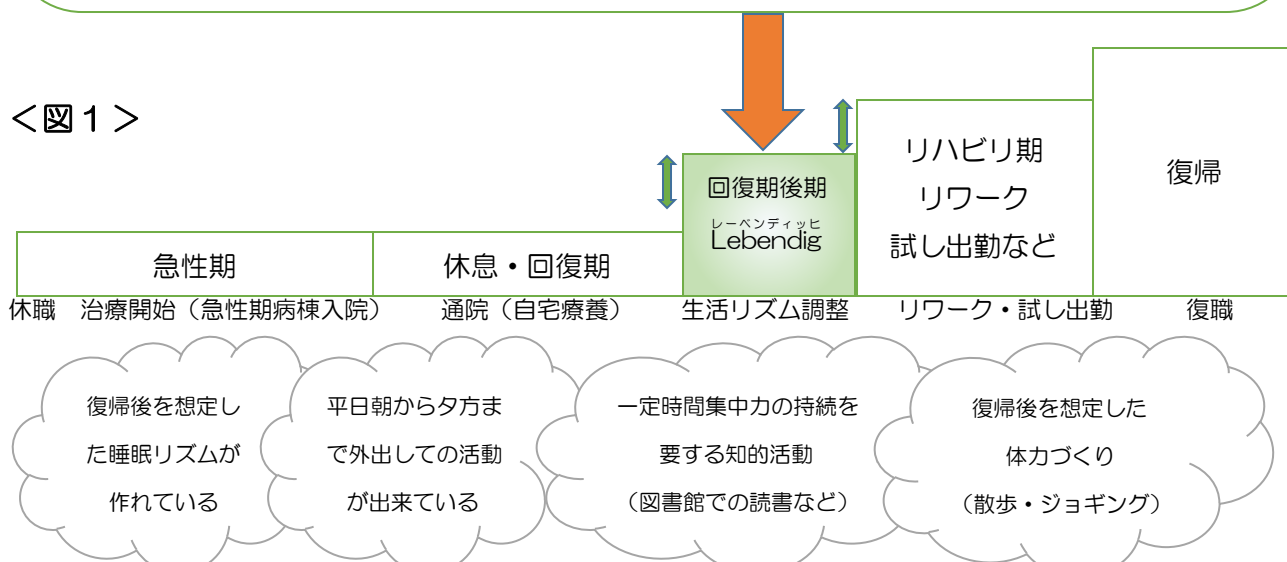 <図1>
リハビリ期
リワーク
試し出勤など
復帰
回復期後期
レーベンディッヒ
Lebendig
急性期
休息・回復期
休職 治療開始(急性期病棟入院) 通院(自宅療養) 生活リズム調整 リワーク・試し出勤 復職
復帰後を想定し
た睡眠リズムが
作れている
平日朝から夕方ま
で外出しての活動
が出来ている
一定時間集中力の持続を
要する知的活動
(図書館での読書など)
復帰後を想定した
体力づくり
(散歩・ジョギング)